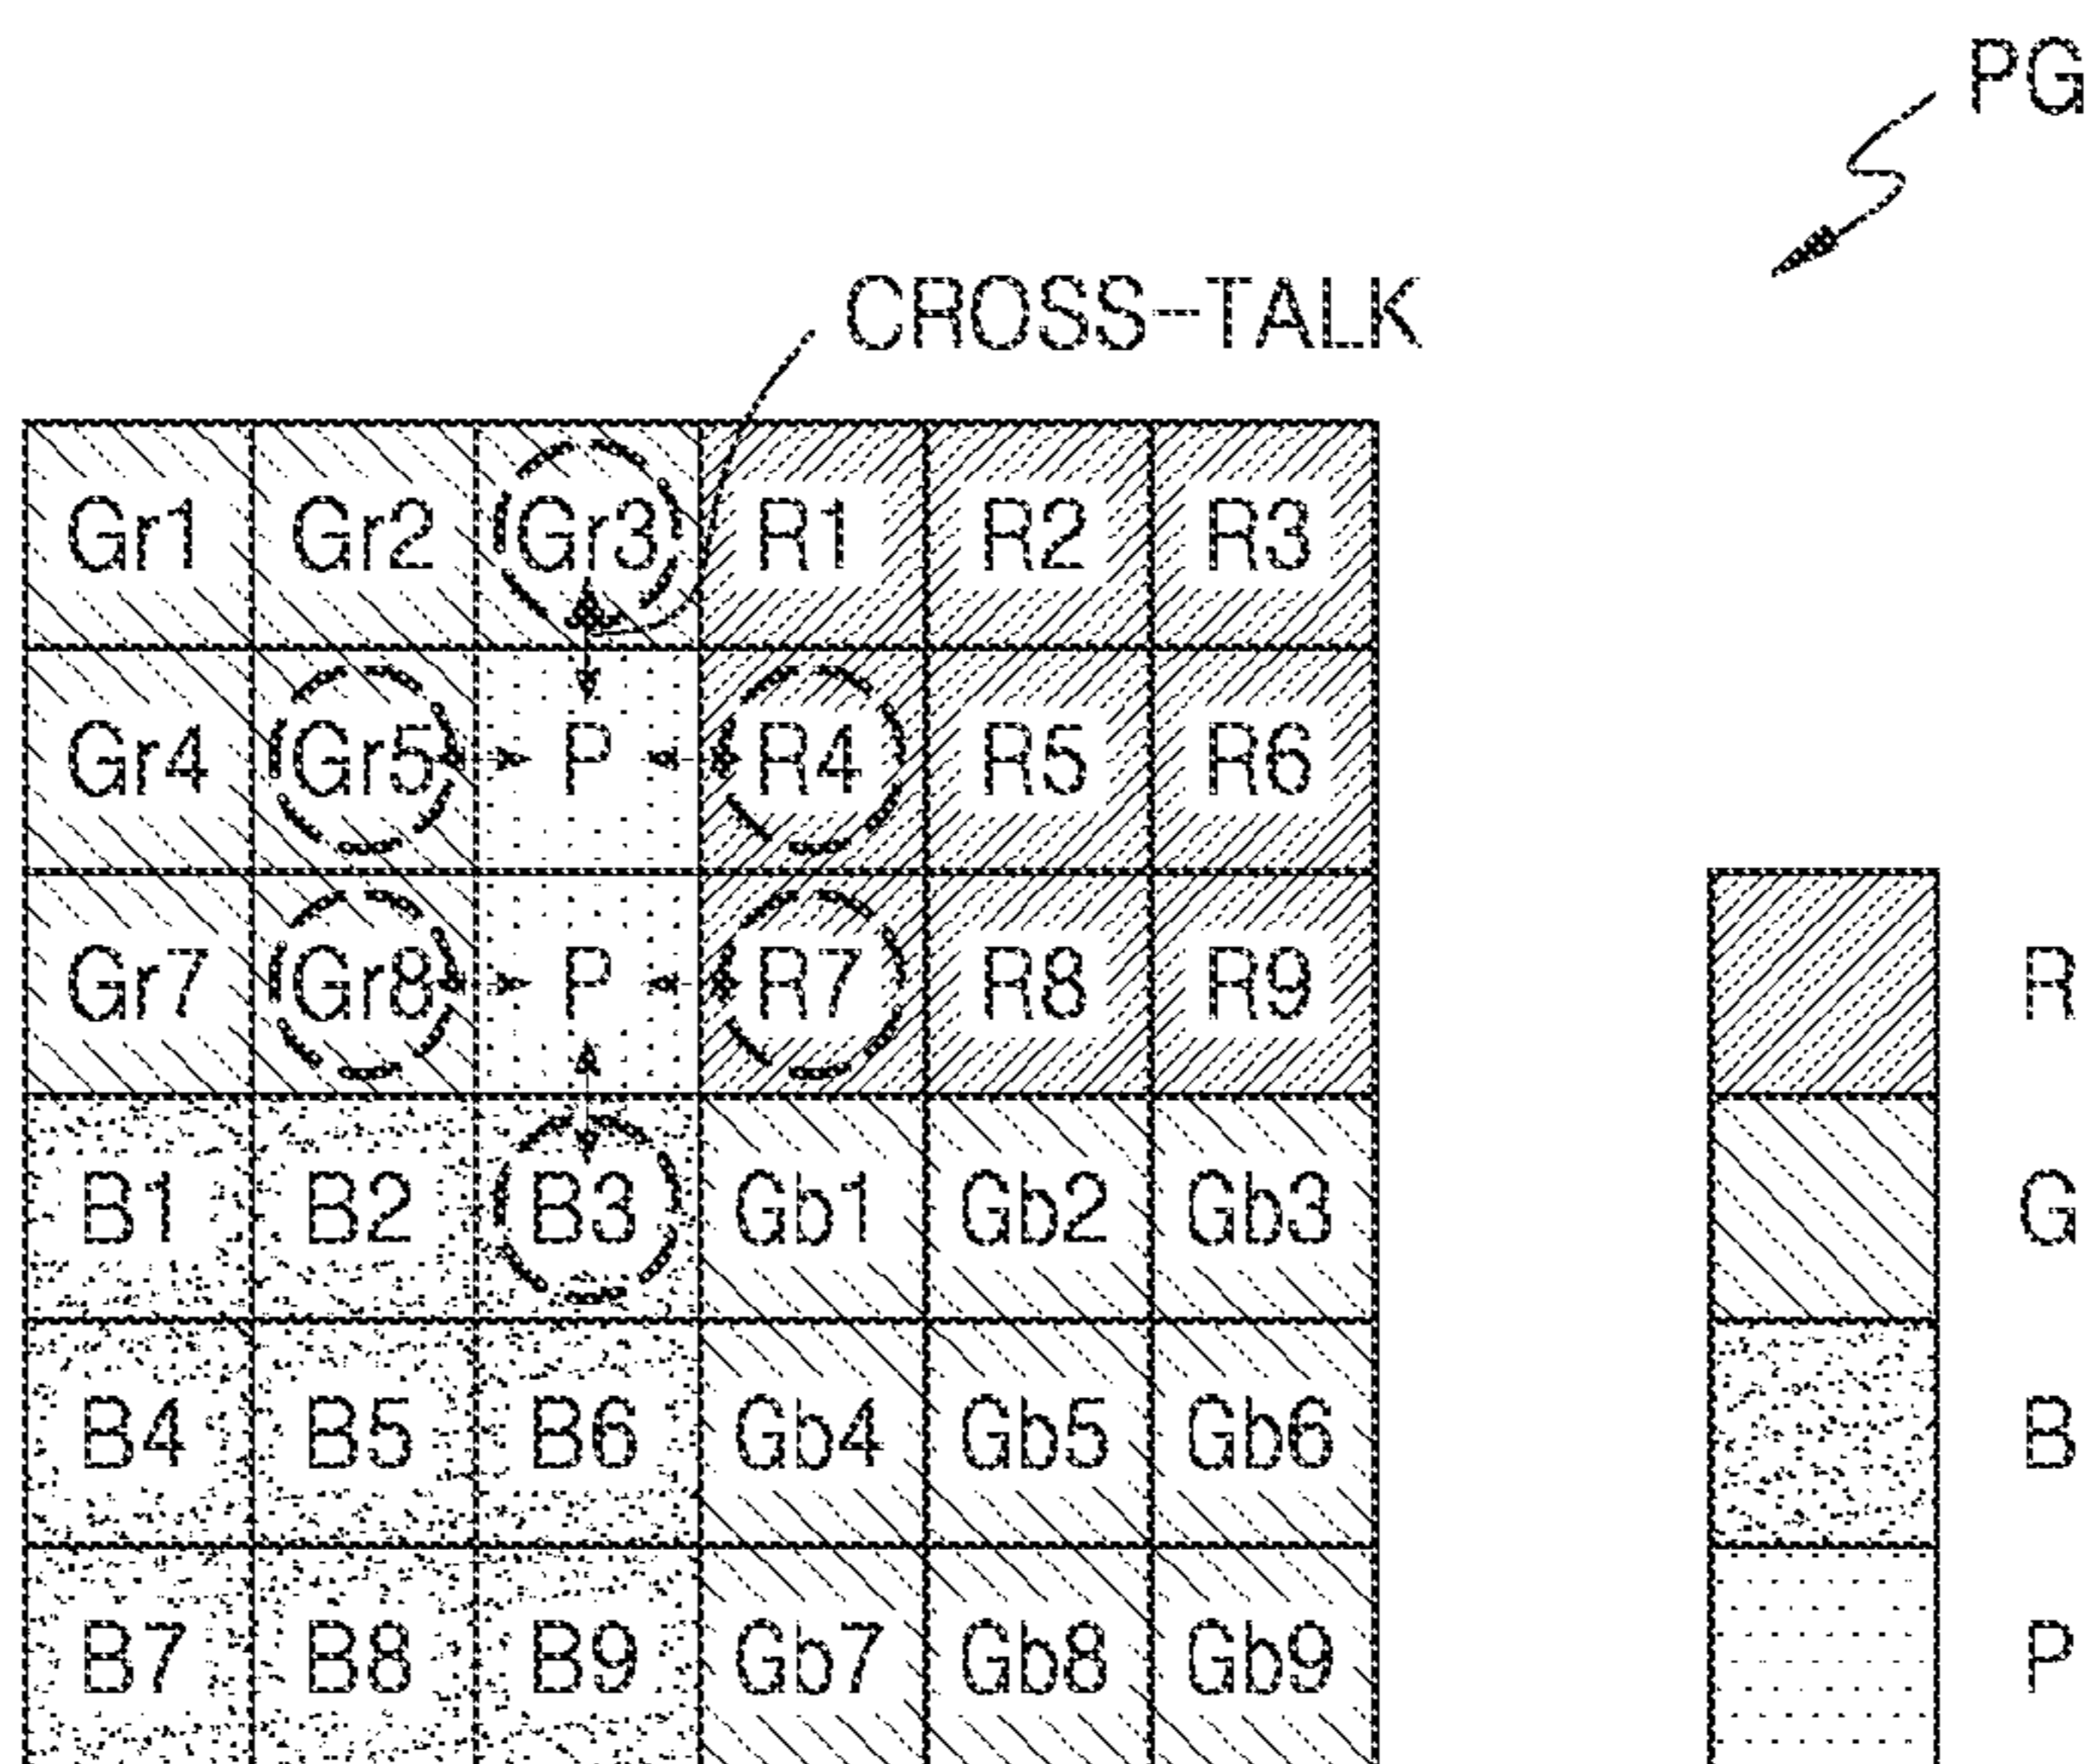 PG
CROSS-TALK
Gr1 Gr2 Gr3 R1 R2 R3
Gr4 Gr5 P R4 R5 R6
Gr7 Gr8 P R7 R8 R9 R
B1 B2 B3 Gb1 Gb2 Gb3 G
B4 B5 B6 Gb4 Gb5 Gb6 B
B7 B8 B9 Gb7 Gb8 Gb9 P